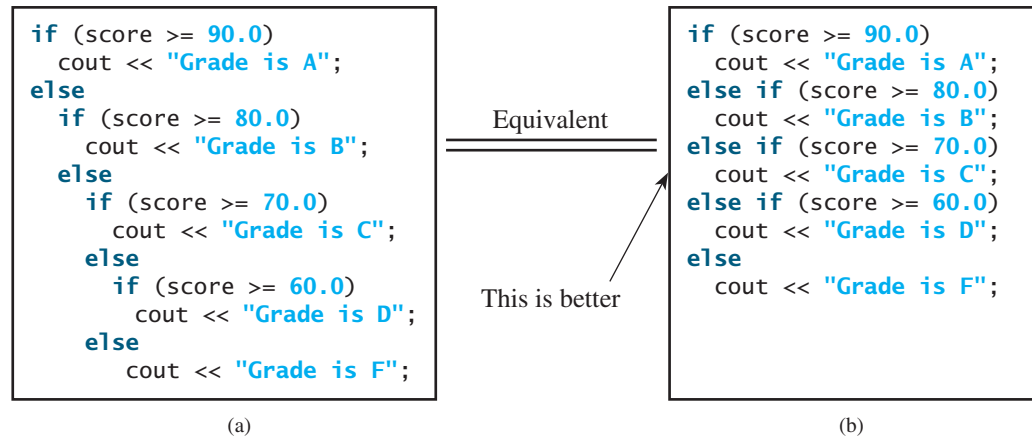 if (score >= 90.0)
  cout << "Grade is A";
else
  if (score >= 80.0)
    cout << "Grade is B";
  else
    if (score >= 70.0)
      cout << "Grade is C";
    else
      if (score >= 60.0)
        cout << "Grade is D";
    else
       cout << "Grade is F";
(a)
Equivalent
This is better
if (score >= 90.0)
  cout << "Grade is A";
else if (score >= 80.0)
  cout << "Grade is B";
else if (score >= 70.0)
  cout << "Grade is C";
else if (score >= 60.0)
  cout << "Grade is D";
else
  cout << "Grade is F";
(b)